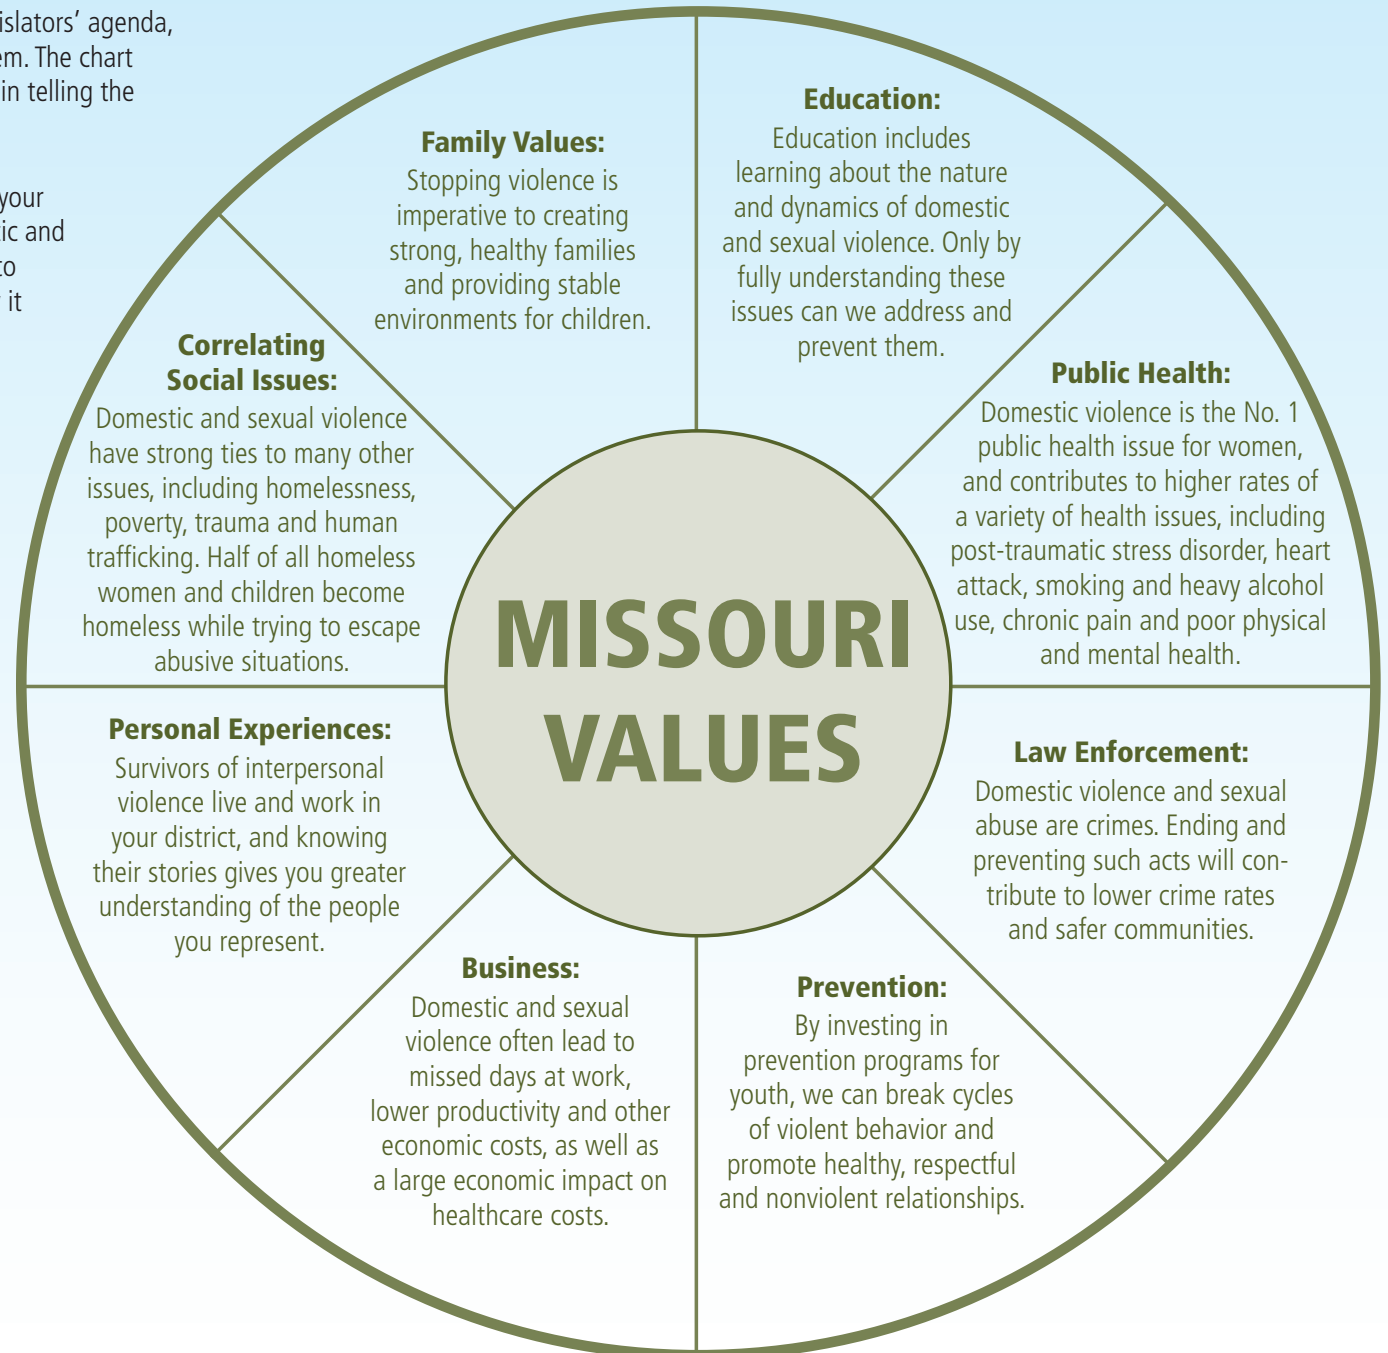 islators’ agenda,
em. The chart
in telling the
your
ic and
to
it
Family Values:
Stopping violence is
imperative to creating
strong, healthy families
and providing stable
environments for children.
Education:
Education includes
learning about the nature
and dynamics of domestic
and sexual violence. Only by
fully understanding these
issues can we address and
prevent them.
Correlating
Social Issues:
Domestic and sexual violence
have strong ties to many other
issues, including homelessness,
poverty, trauma and human
trafficking. Half of all homeless
women and children become
homeless while trying to escape
abusive situations.
Public Health:
Domestic violence is the No. 1
public health issue for women,
and contributes to higher rates of
a variety of health issues, including
post-traumatic stress disorder, heart
attack, smoking and heavy alcohol
use, chronic pain and poor physical
and mental health.
MISSOURI
VALUES
Personal Experiences:
Survivors of interpersonal
violence live and work in
your district, and knowing
their stories gives you greater
understanding of the people
you represent.
Law Enforcement:
Domestic violence and sexual
abuse are crimes. Ending and
preventing such acts will con-
tribute to lower crime rates
and safer communities.
Business:
Domestic and sexual
violence often lead to
missed days at work,
lower productivity and other
economic costs, as well as
a large economic impact on
healthcare costs.
Prevention:
By investing in
prevention programs for
youth, we can break cycles
of violent behavior and
promote healthy, respectful
and nonviolent relationships.